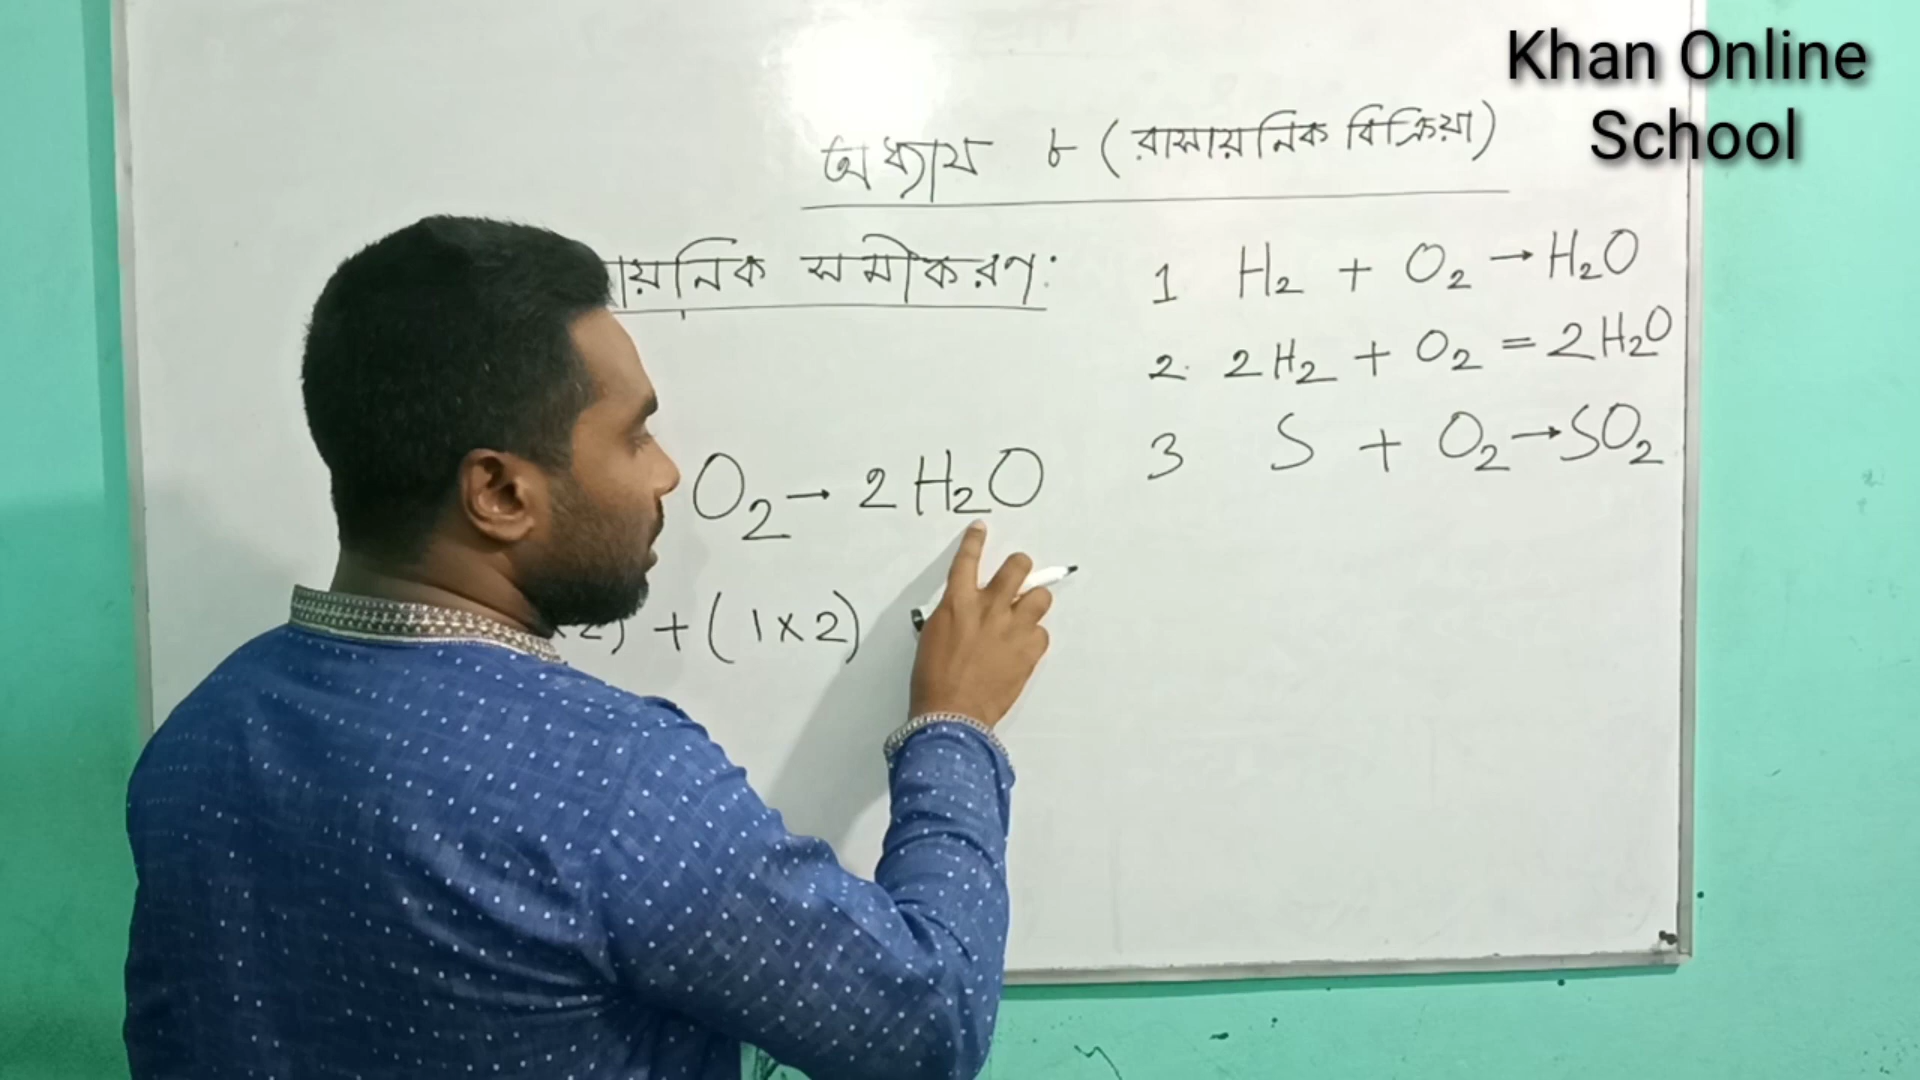 Khan Online
School
অধ্যায় ৮ (রাসায়নিক বিক্রিয়া)
য়নিক সমীকরণ:
1 H₂ + O₂ → H₂O
2. 2H₂ + O₂ = 2H₂O
3 S + O₂ → SO₂
O₂ → 2H₂O
×2) + (1×2)